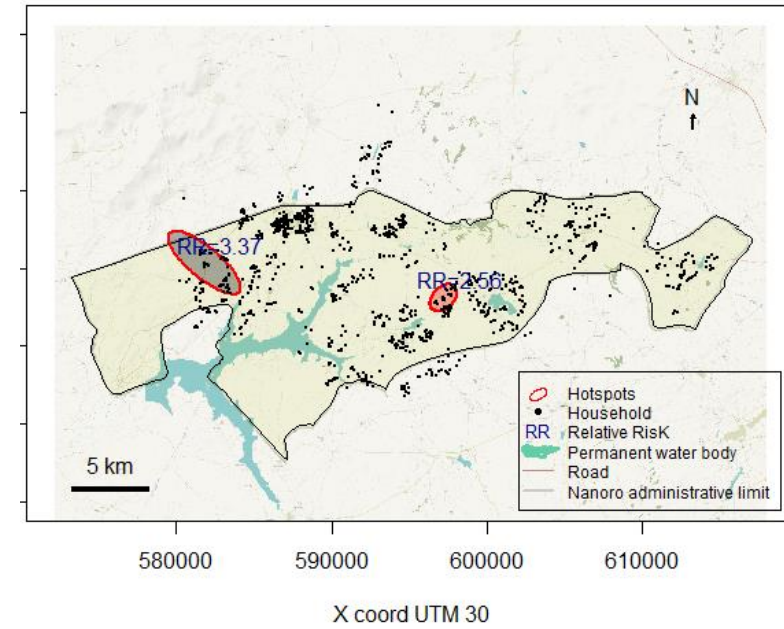 N
RR=3.37
RR=2.56
Hotspots
Household
RR Relative RisK
Permanent water body
Road
Nanoro administrative limit
5 km
580000 590000 600000 610000
X coord UTM 30